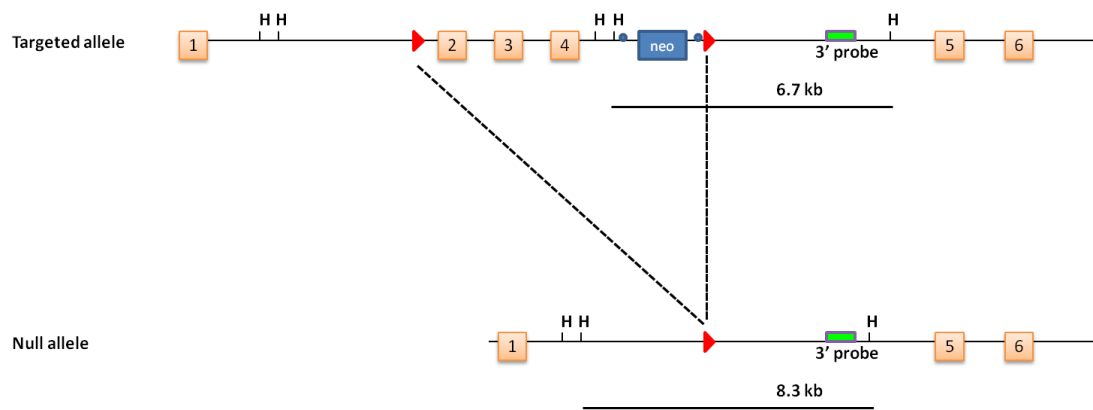 H H H H H
Targeted allele 1 2 3 4 neo 3’ probe 5 6
6.7 kb
H H H
Null allele 1 3’ probe 5 6
8.3 kb